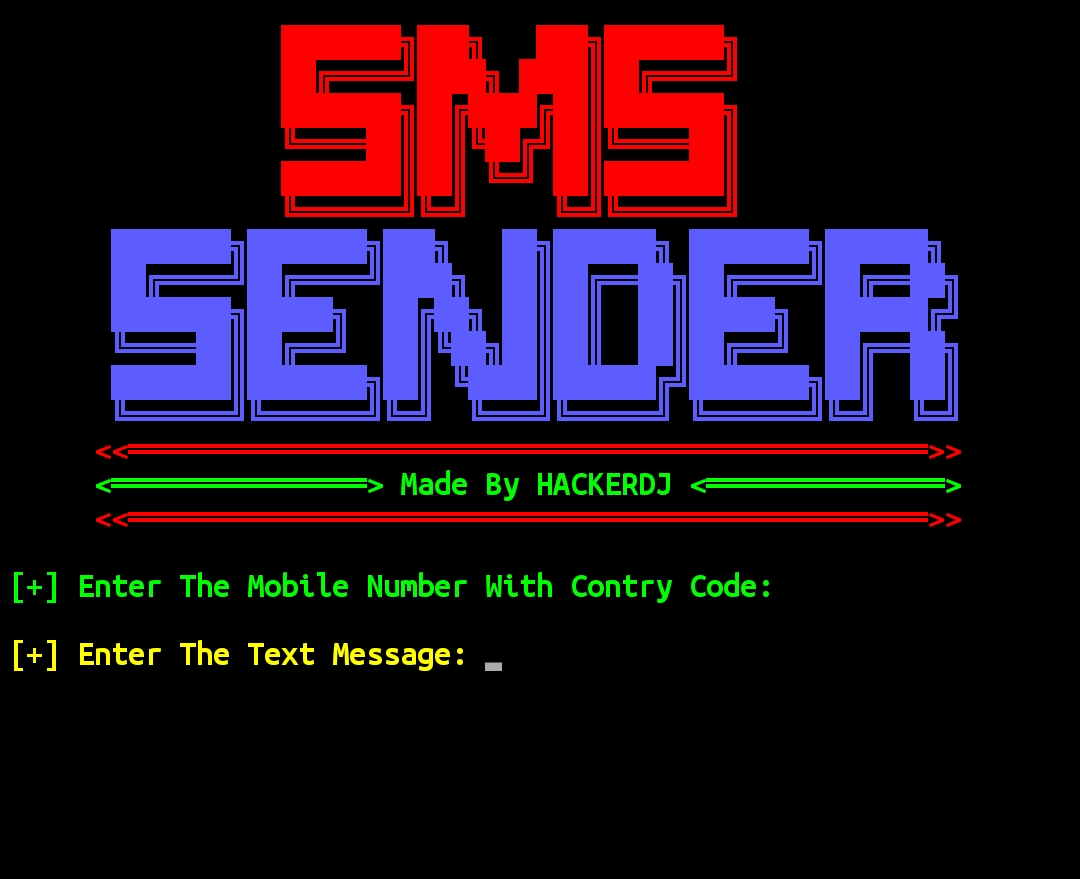 SMS
SENDER
<<═══════════════════════════════════════════════>>
<═══════════════> Made By HACKERDJ <══════════════>
<<═══════════════════════════════════════════════>>
[+] Enter The Mobile Number With Contry Code:
[+] Enter The Text Message: _